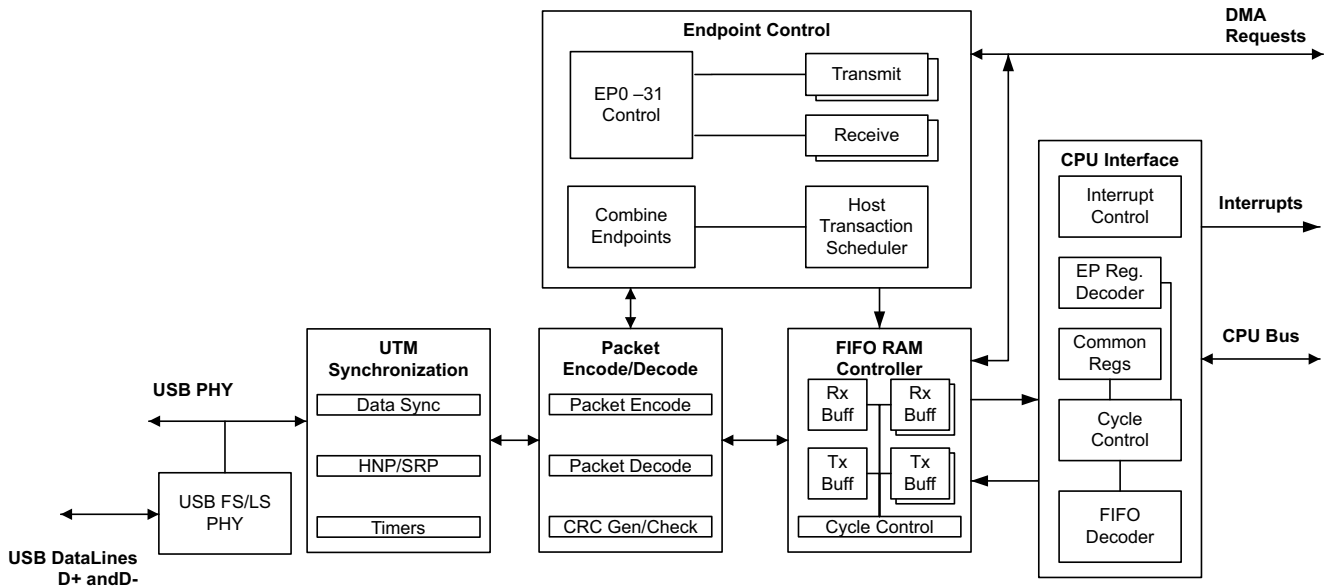 Endpoint Control
EP0 –31
Control
Transmit
Receive
Combine
Endpoints
Host
Transaction
Scheduler
DMA
Requests
CPU Interface
Interrupt
Control
EP Reg.
Decoder
Common
Regs
Cycle
Control
FIFO
Decoder
Interrupts
CPU Bus
UTM
Synchronization
Data Sync
HNP/SRP
Timers
Packet
Encode/Decode
Packet Encode
Packet Decode
CRC Gen/Check
FIFO RAM
Controller
Rx
Buff
Rx
Buff
Tx
Buff
Tx
Buff
Cycle Control
USB PHY
USB FS/LS
PHY
USB DataLines
D+ andD-